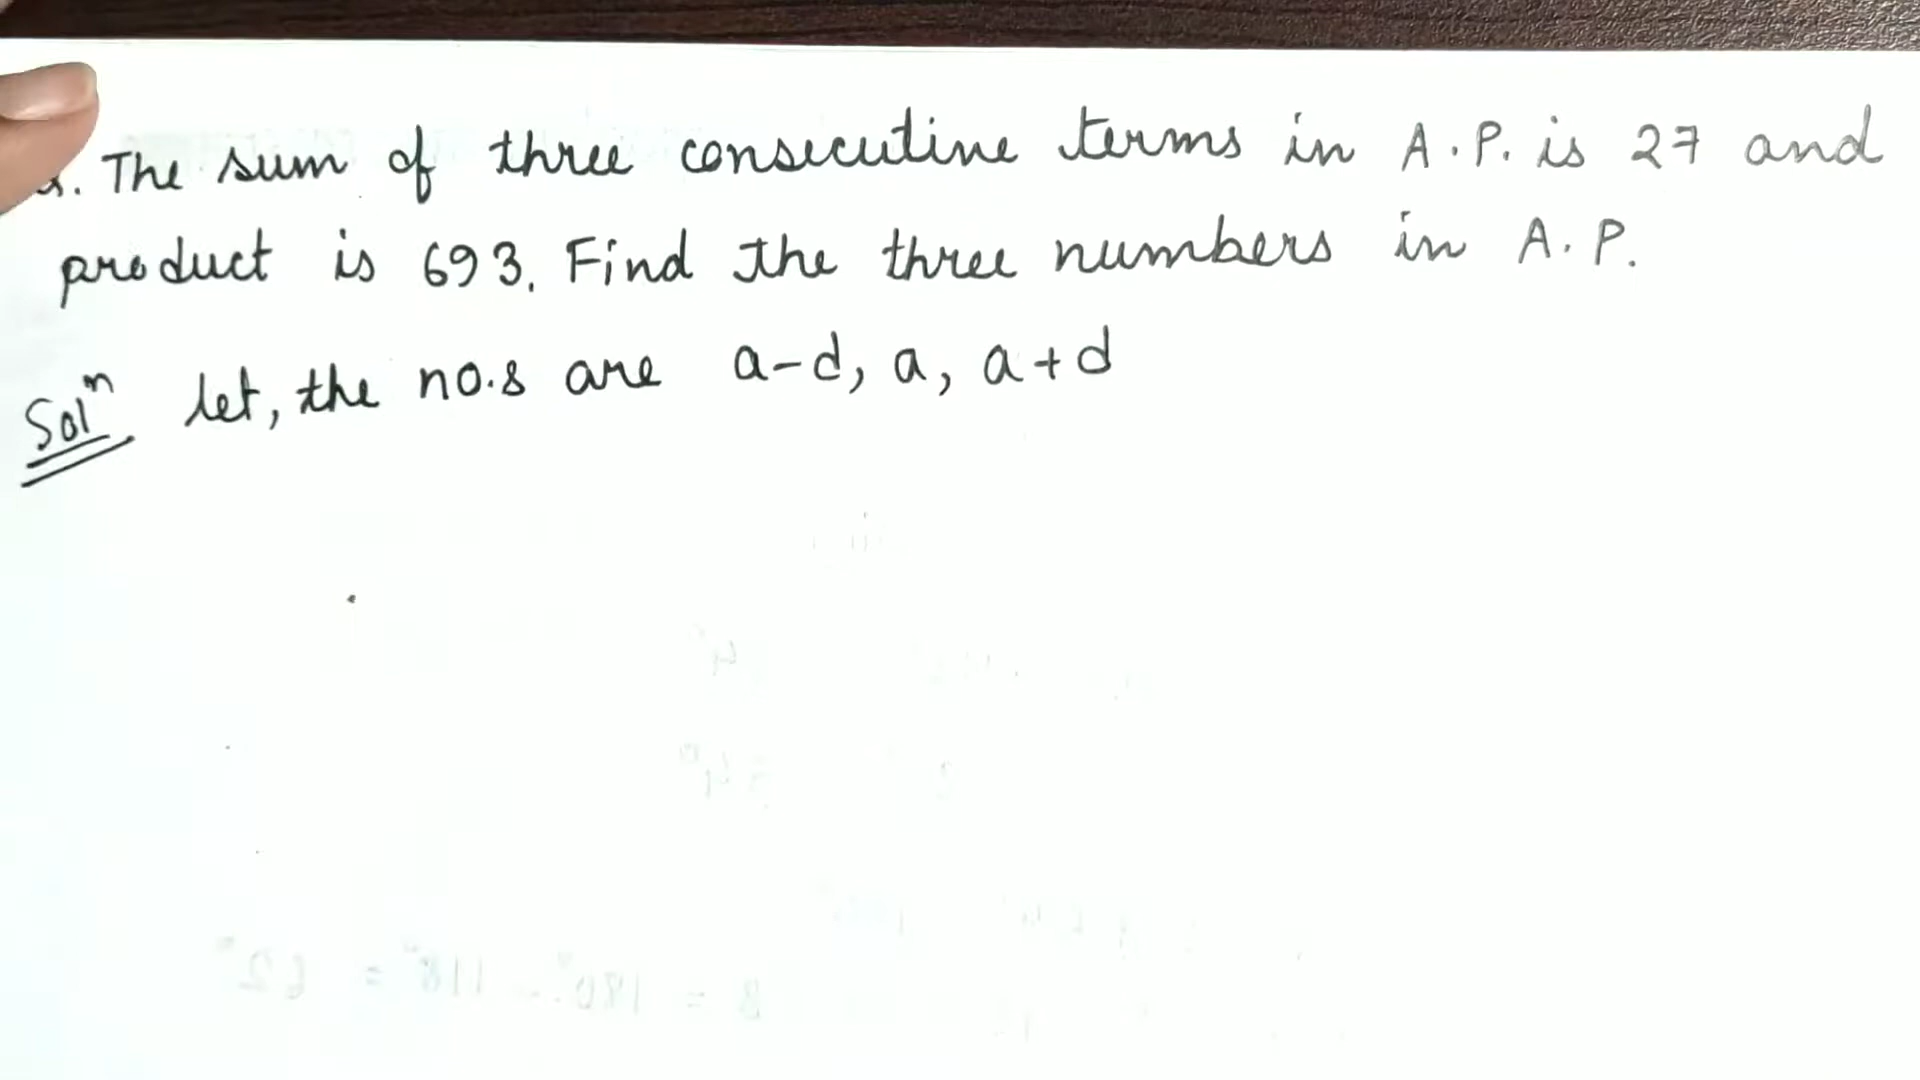 . The sum of three consecutive terms in A.P. is 27 and
product is 693. Find the three numbers in A.P.
Solⁿ let, the no.s are a-d, a, a+d